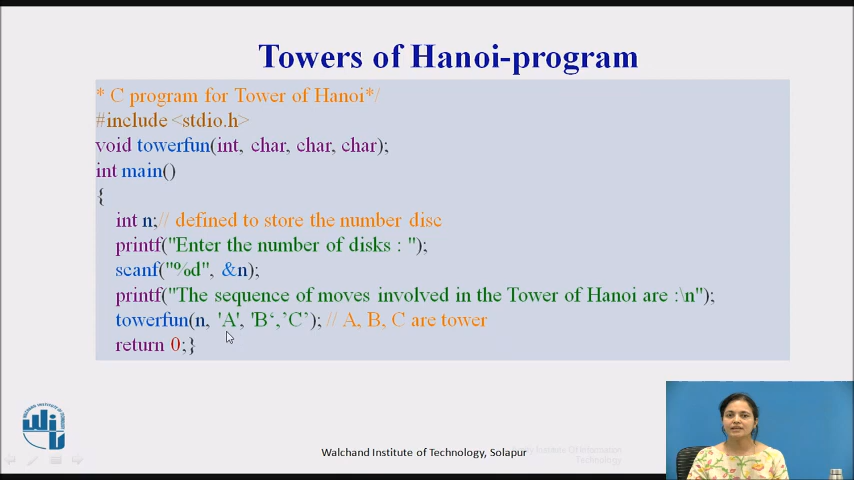 Towers of Hanoi-program
* C program for Tower of Hanoi*/
#include <stdio.h>
void towerfun(int, char, char, char);
int main()
{
int n;// defined to store the number disc
printf("Enter the number of disks : ");
scanf("%d", &n);
printf("The sequence of moves involved in the Tower of Hanoi are :\n");
towerfun(n, 'A', 'B‘,’C’); // A, B, C are tower
return 0;}
Walchand Institute of Technology, Solapur